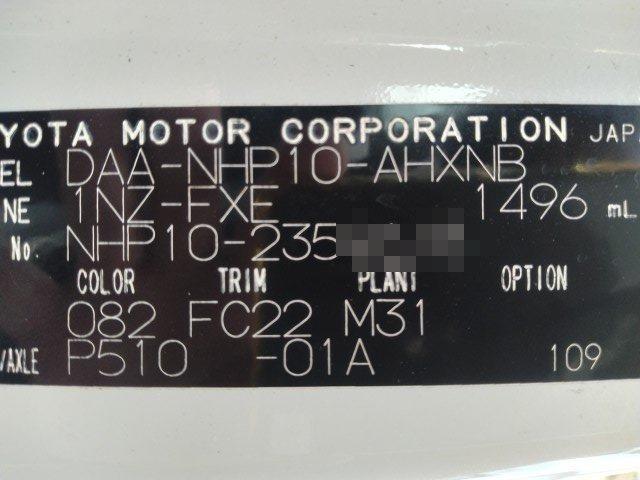 YOTA MOTOR CORPORATION JAPA
EL DAA-NHP10-AHXNB
NE 1NZ-FXE 1496 mL
No. NHP10-235
COLOR TRIM PLANT OPTION
082 FC22 M31
/AXLE P510 -01A 109